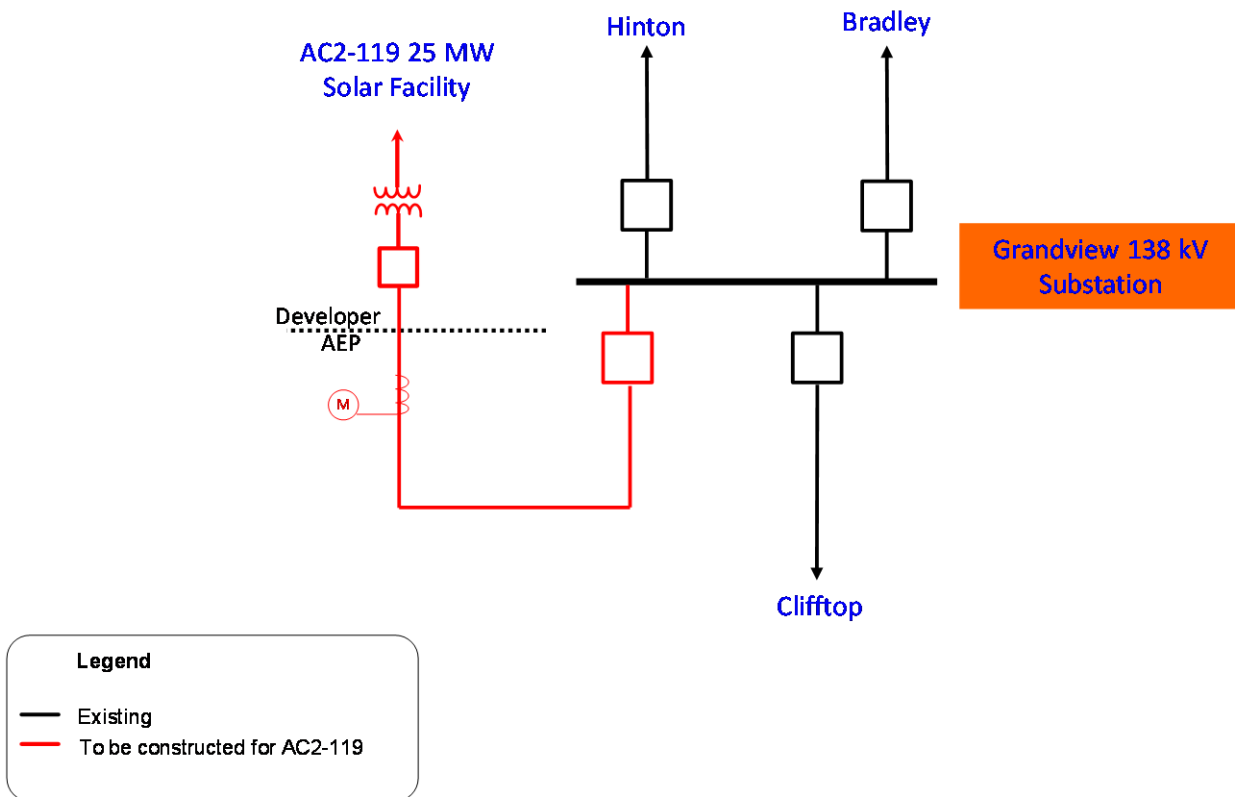 Hinton
Bradley
AC2-119 25 MW
Solar Facility
Grandview 138 kV
Substation
Developer
AEP
M
Clifftop
Legend
Existing
To be constructed for AC2-119